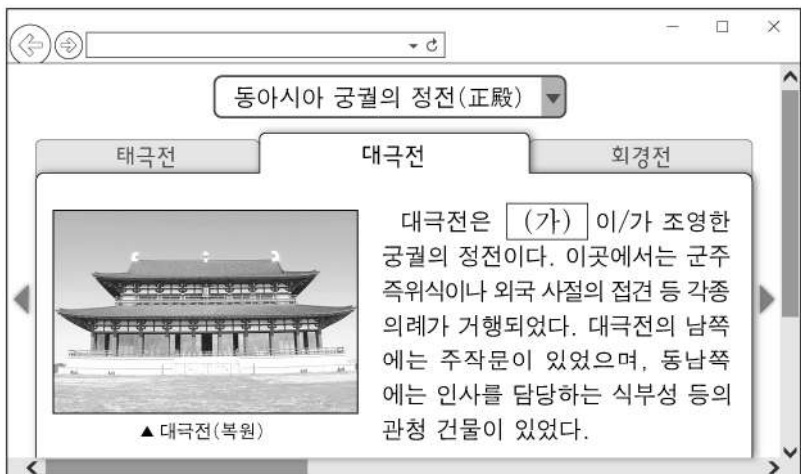 동아시아 궁궐의 정전(正殿)
태극전
대극전
회경전
대극전은 (가) 이/가 조영한
궁궐의 정전이다. 이곳에서는 군주
즉위식이나 외국 사절의 접견 등 각종
의례가 거행되었다. 대극전의 남쪽
에는 주작문이 있었으며, 동남쪽
에는 인사를 담당하는 식부성 등의
관청 건물이 있었다.
▲ 대극전(복원)